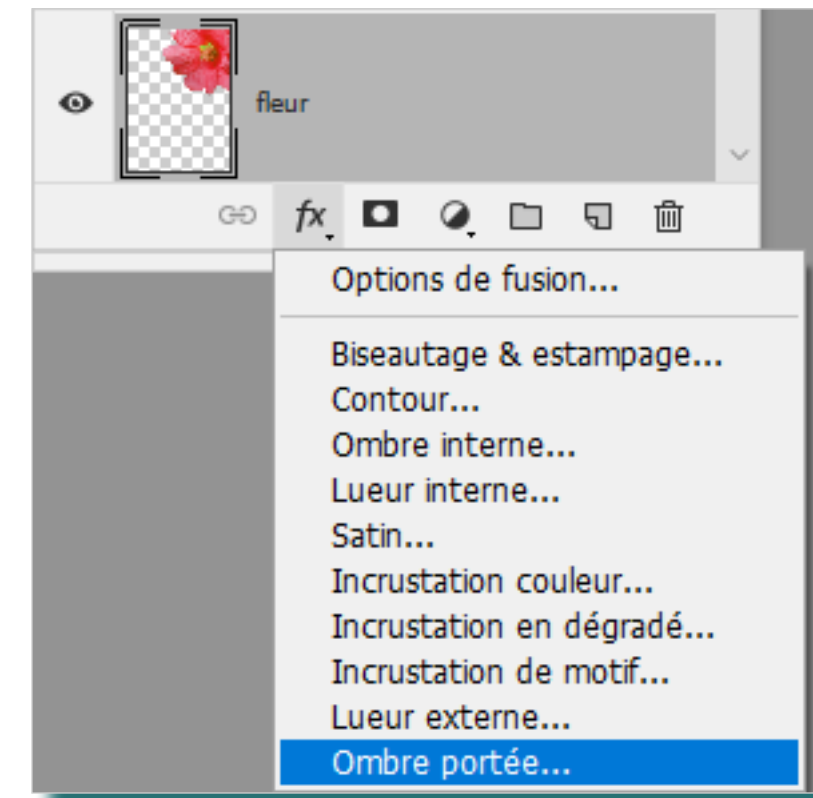 fleur
fx
Options de fusion...
Biseautage & estampage...
Contour...
Ombre interne...
Lueur interne...
Satin...
Incrustation couleur...
Incrustation en dégradé...
Incrustation de motif...
Lueur externe...
Ombre portée...